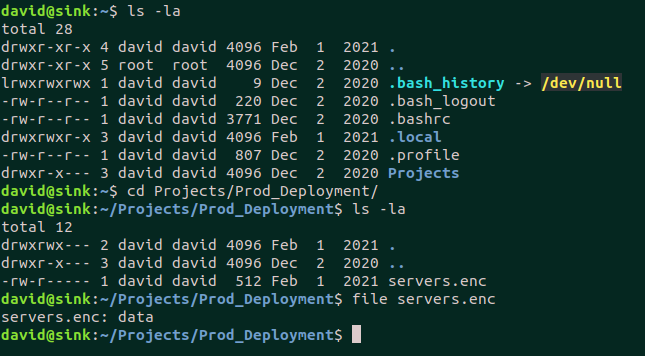 david@sink:~$ ls -la
total 28
drwxr-xr-x 4 david david 4096 Feb  1  2021 .
drwxr-xr-x 5 root  root  4096 Dec  2  2020 ..
lrwxrwxrwx 1 david david    9 Dec  2  2020 .bash_history -> /dev/null
-rw-r--r-- 1 david david  220 Dec  2  2020 .bash_logout
-rw-r--r-- 1 david david 3771 Dec  2  2020 .bashrc
drwxrwxr-x 3 david david 4096 Feb  1  2021 .local
-rw-r--r-- 1 david david  807 Dec  2  2020 .profile
drwxr-x--- 3 david david 4096 Dec  2  2020 Projects
david@sink:~$ cd Projects/Prod_Deployment/
david@sink:~/Projects/Prod_Deployment$ ls -la
total 12
drwxrwx--- 2 david david 4096 Feb  1  2021 .
drwxr-x--- 3 david david 4096 Dec  2  2020 ..
-rw-r----- 1 david david  512 Feb  1  2021 servers.enc
david@sink:~/Projects/Prod_Deployment$ file servers.enc
servers.enc: data
david@sink:~/Projects/Prod_Deployment$